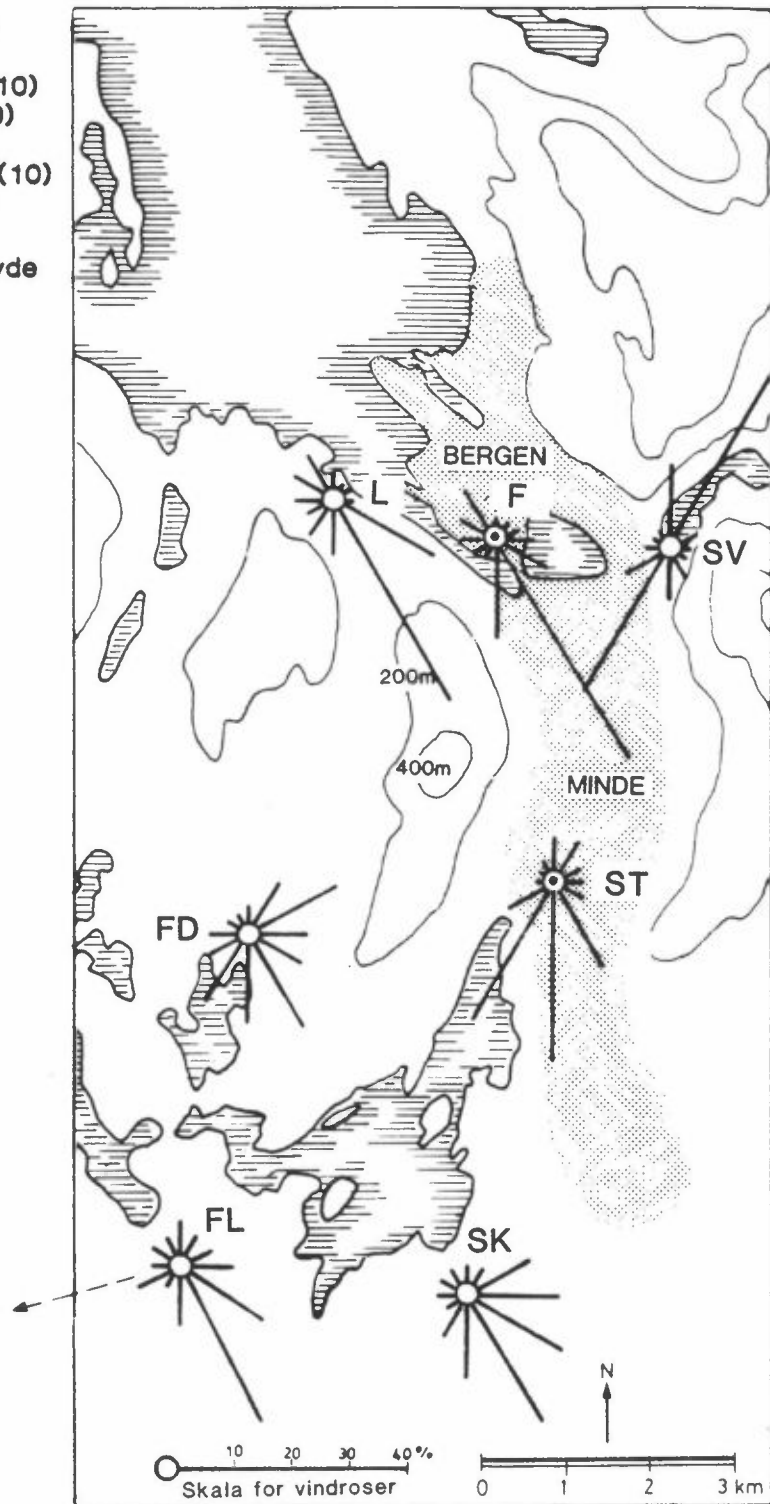 10)
)
(10)
yde
BERGEN
L
F
SV
200m
400m
MINDE
ST
FD
FL
SK
N
10 20 30 40%
Skala for vindroser
0 1 2 3 km